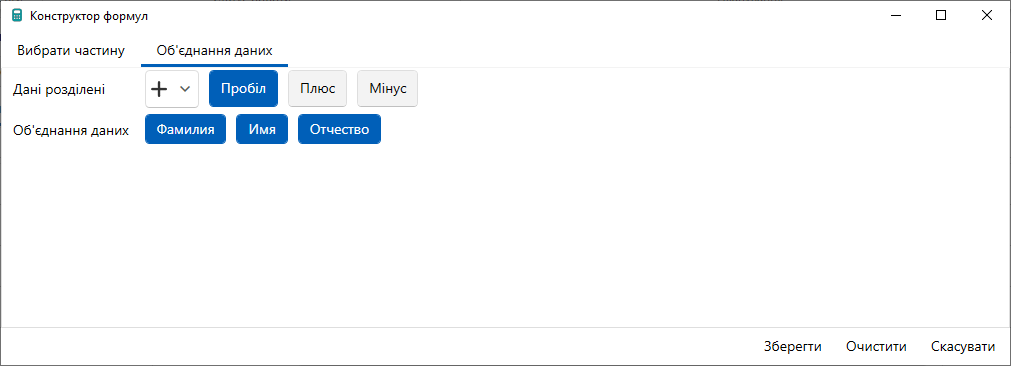 Конструктор формул
Вибрати частину Об'єднання даних
Дані розділені Пробіл Плюс Мінус
Об'єднання даних Фамилия Имя Отчество
Зберегти Очистити Скасувати